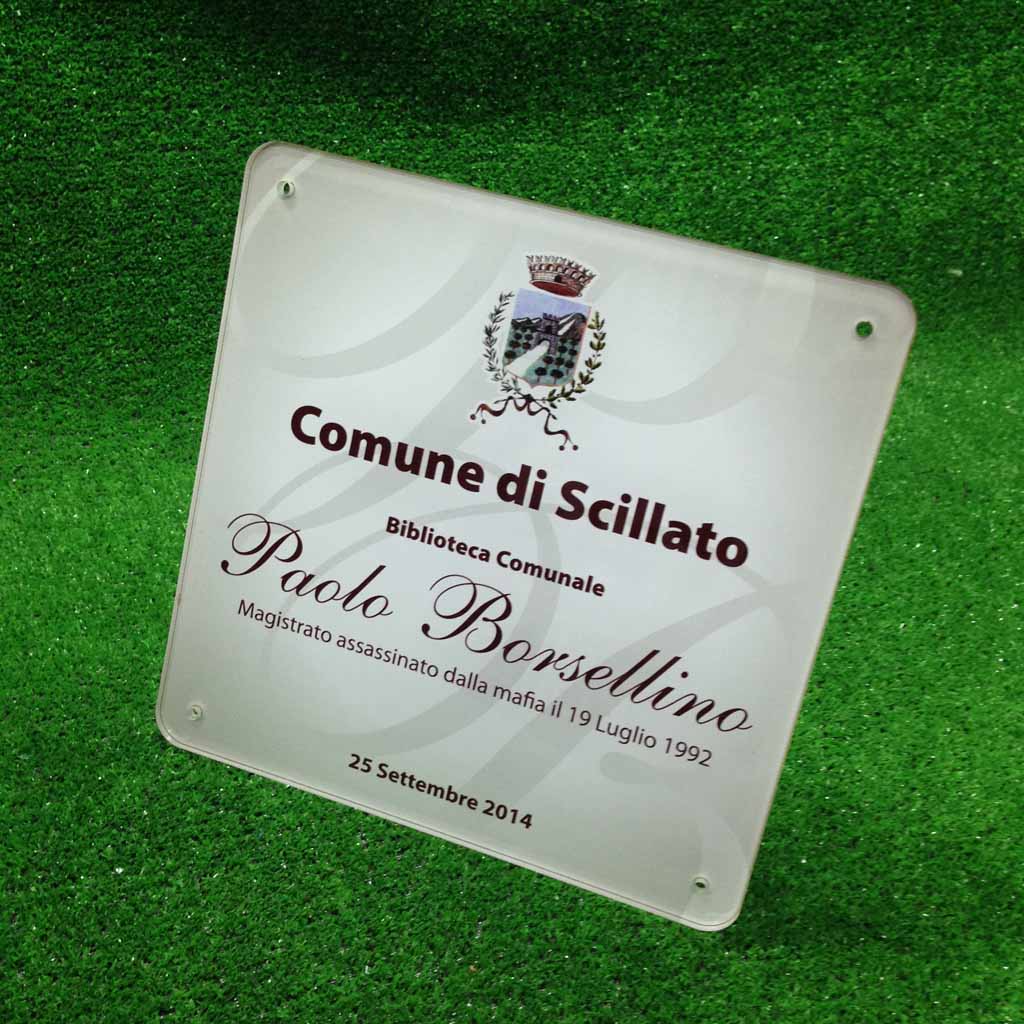 Comune di Scillato
Biblioteca Comunale
Paolo Borsellino
Magistrato assassinato dalla mafia il 19 Luglio 1992
25 Settembre 2014